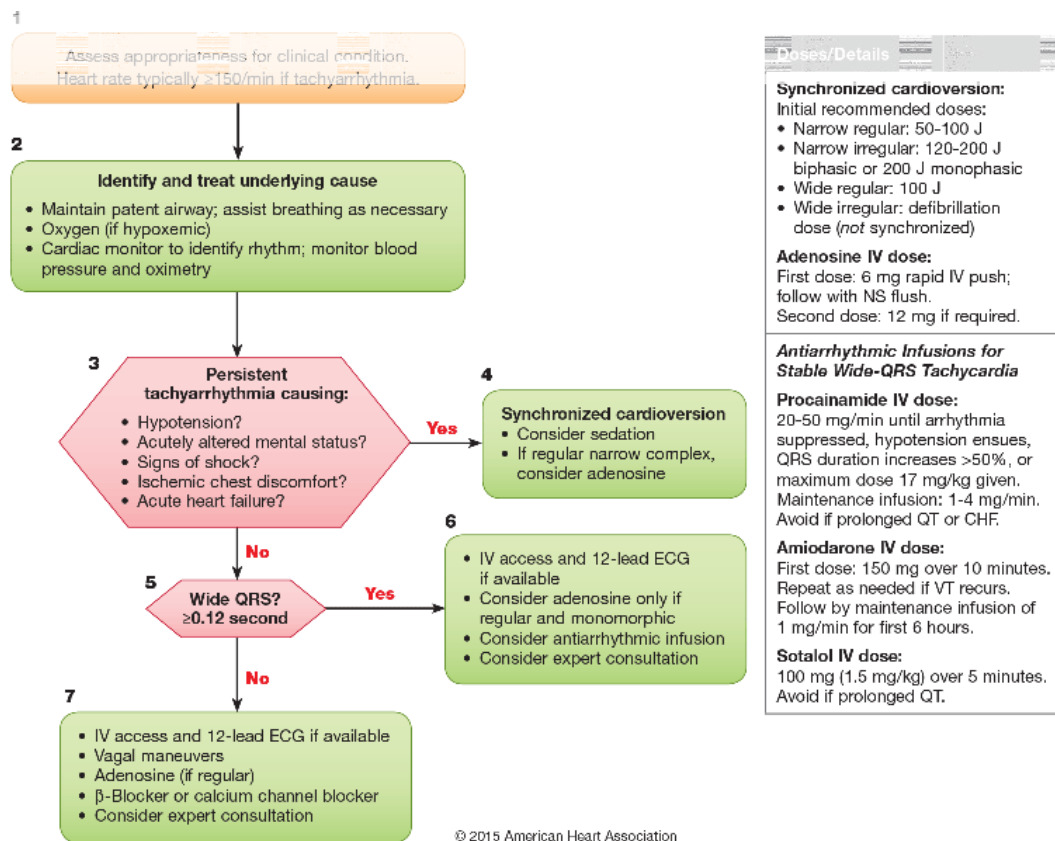 1
Assess appropriateness for clinical condition.
Heart rate typically ≥150/min if tachyarrhythmia.
2
Identify and treat underlying cause
• Maintain patent airway; assist breathing as necessary
• Oxygen (if hypoxemic)
• Cardiac monitor to identify rhythm; monitor blood
pressure and oximetry
3
Persistent
tachyarrhythmia causing:
• Hypotension?
• Acutely altered mental status?
• Signs of shock?
• Ischemic chest discomfort?
• Acute heart failure?
Yes
4
Synchronized cardioversion
• Consider sedation
• If regular narrow complex,
consider adenosine
No
5
Wide QRS?
≥0.12 second
Yes
6
• IV access and 12-lead ECG
if available
• Consider adenosine only if
regular and monomorphic
• Consider antiarrhythmic infusion
• Consider expert consultation
No
7
• IV access and 12-lead ECG if available
• Vagal maneuvers
• Adenosine (if regular)
• β-Blocker or calcium channel blocker
• Consider expert consultation
Doses/Details
Synchronized cardioversion:
Initial recommended doses:
• Narrow regular: 50-100 J
• Narrow irregular: 120-200 J
biphasic or 200 J monophasic
• Wide regular: 100 J
• Wide irregular: defibrillation
dose (not synchronized)
Adenosine IV dose:
First dose: 6 mg rapid IV push;
follow with NS flush.
Second dose: 12 mg if required.
Antiarrhythmic Infusions for
Stable Wide-QRS Tachycardia
Procainamide IV dose:
20-50 mg/min until arrhythmia
suppressed, hypotension ensues,
QRS duration increases >50%, or
maximum dose 17 mg/kg given.
Maintenance infusion: 1-4 mg/min.
Avoid if prolonged QT or CHF.
Amiodarone IV dose:
First dose: 150 mg over 10 minutes.
Repeat as needed if VT recurs.
Follow by maintenance infusion of
1 mg/min for first 6 hours.
Sotalol IV dose:
100 mg (1.5 mg/kg) over 5 minutes.
Avoid if prolonged QT.
© 2015 American Heart Association